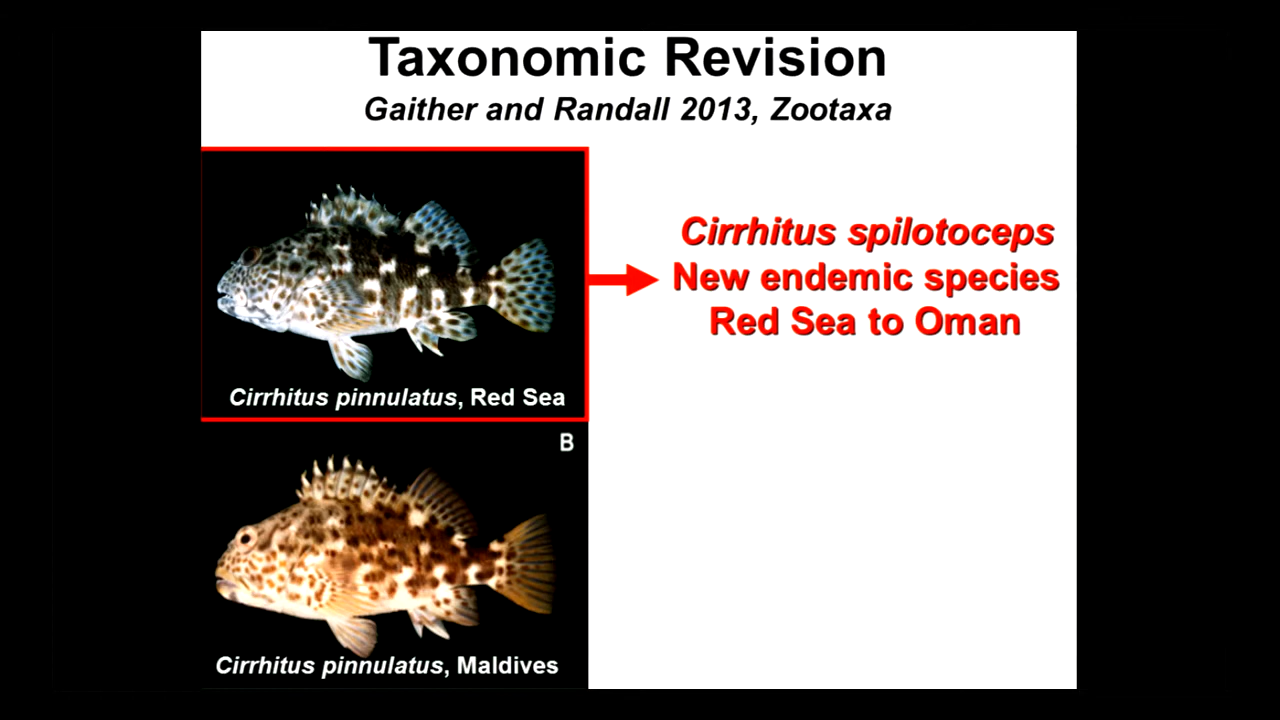 Taxonomic Revision
Gaither and Randall 2013, Zootaxa
Cirrhitus spilotoceps
New endemic species
Red Sea to Oman
Cirrhitus pinnulatus, Red Sea
B
Cirrhitus pinnulatus, Maldives